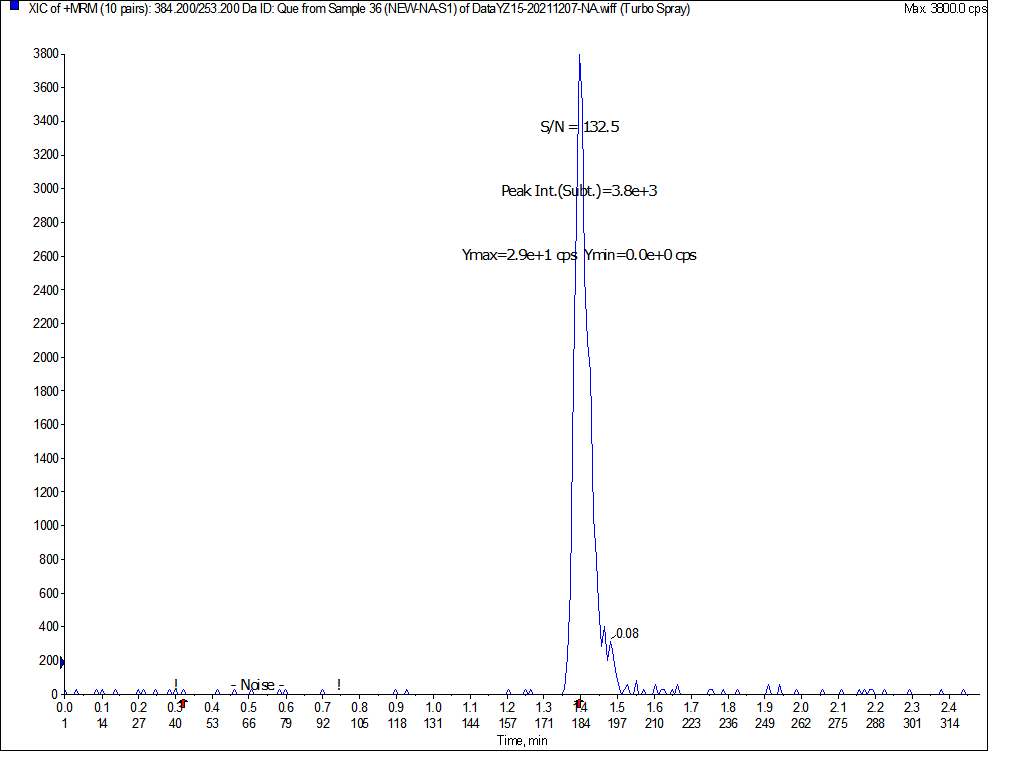 XIC of +MRM (10 pairs): 384.200/253.200 Da ID: Que from Sample 36 (NEW-NA-S1) of DataYZ15-20211207-NA.wiff (Turbo Spray) Max. 3800.0 cps
3800
S/N = 132.5
3600
3400
3200
Peak Int.(Subt.)=3.8e+3
3000
2800
Ymax=2.9e+1 cps Ymin=0.0e+0 cps
2600
2400
2200
2000
1800
1600
1400
1200
1000
800
600
400
0.08
200
! - Noise - !
0
0.0 0.1 0.2 0.3 0.4 0.5 0.6 0.7 0.8 0.9 1.0 1.1 1.2 1.3 1.4 1.5 1.6 1.7 1.8 1.9 2.0 2.1 2.2 2.3 2.4
1 14 27 40 53 66 79 92 105 118 131 144 157 171 184 197 210 223 236 249 262 275 288 301 314
Time, min